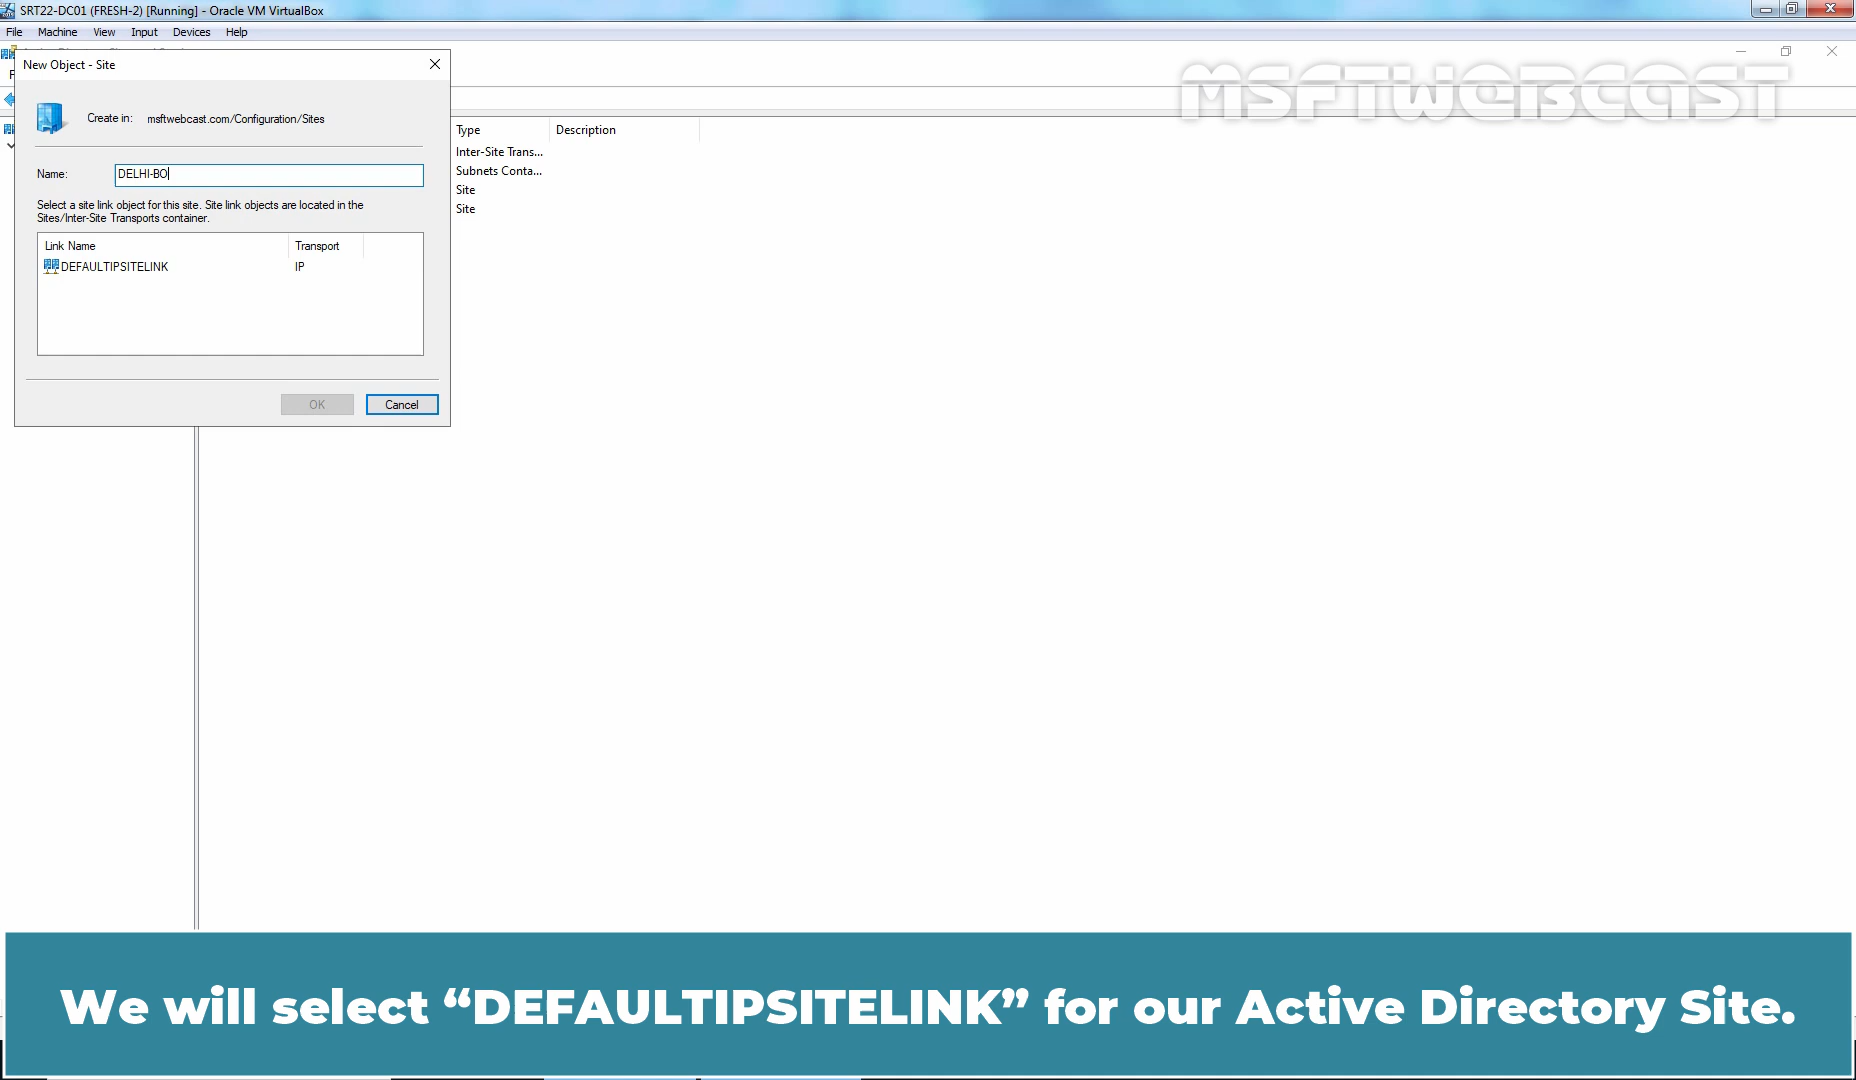 SRT22-DC01 (FRESH-2) [Running] - Oracle VM VirtualBox
File Machine View Input Devices Help
New Object - Site
MSFTWEBCAST
Create in: msftwebcast.com/Configuration/Sites
Type Description
Inter-Site Trans...
Subnets Conta...
Site
Site
Name: DELHI-BO
Select a site link object for this site. Site link objects are located in the
Sites/Inter-Site Transports container.
Link Name Transport
DEFAULTIPSITELINK IP
OK Cancel
We will select “DEFAULTIPSITELINK” for our Active Directory Site.